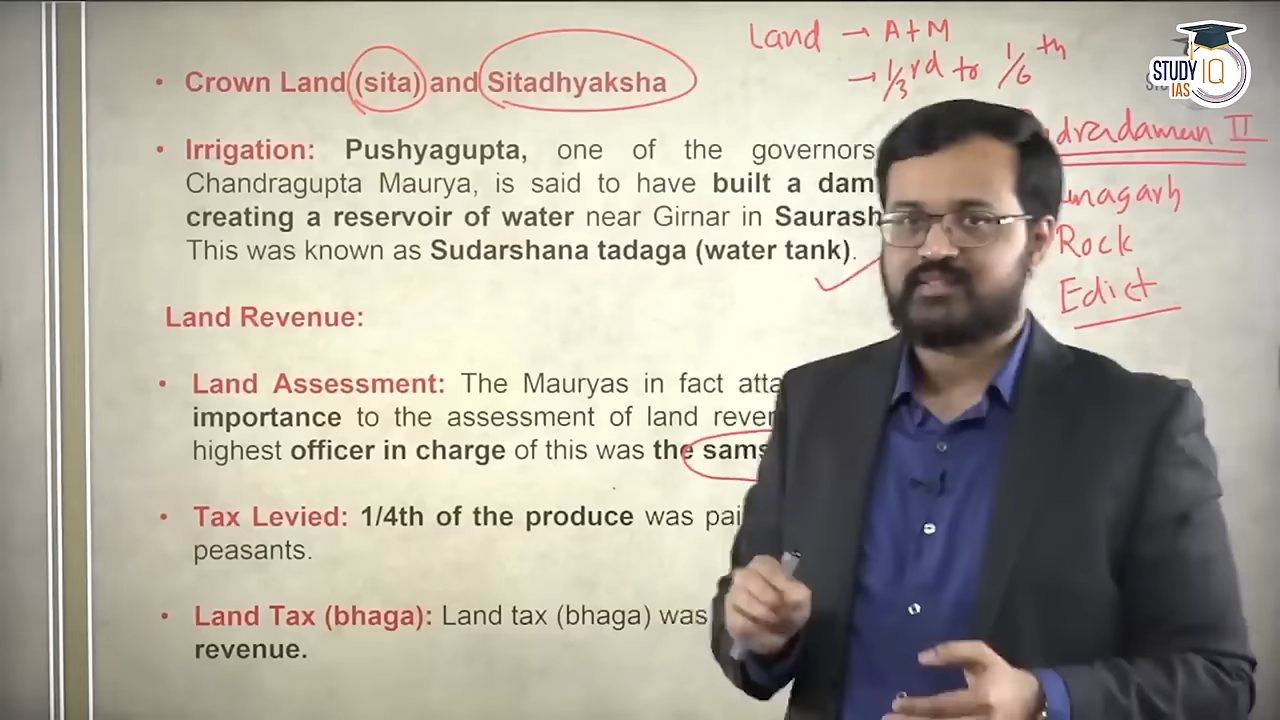 • Crown Land (sita) and Sitadhyaksha
• Irrigation: Pushyagupta, one of the governors
Chandragupta Maurya, is said to have built a dam
creating a reservoir of water near Girnar in Saurash
This was known as Sudarshana tadaga (water tank).
Land Revenue:
• Land Assessment: The Mauryas in fact atta
importance to the assessment of land rever
highest officer in charge of this was the sams
• Tax Levied: 1/4th of the produce was pai
peasants.
• Land Tax (bhaga): Land tax (bhaga) was
revenue.
Land → A+M
→ 1/3rd to 1/6th
dradaman II
nagarh
Rock
Edict
STUDY IQ
IAS